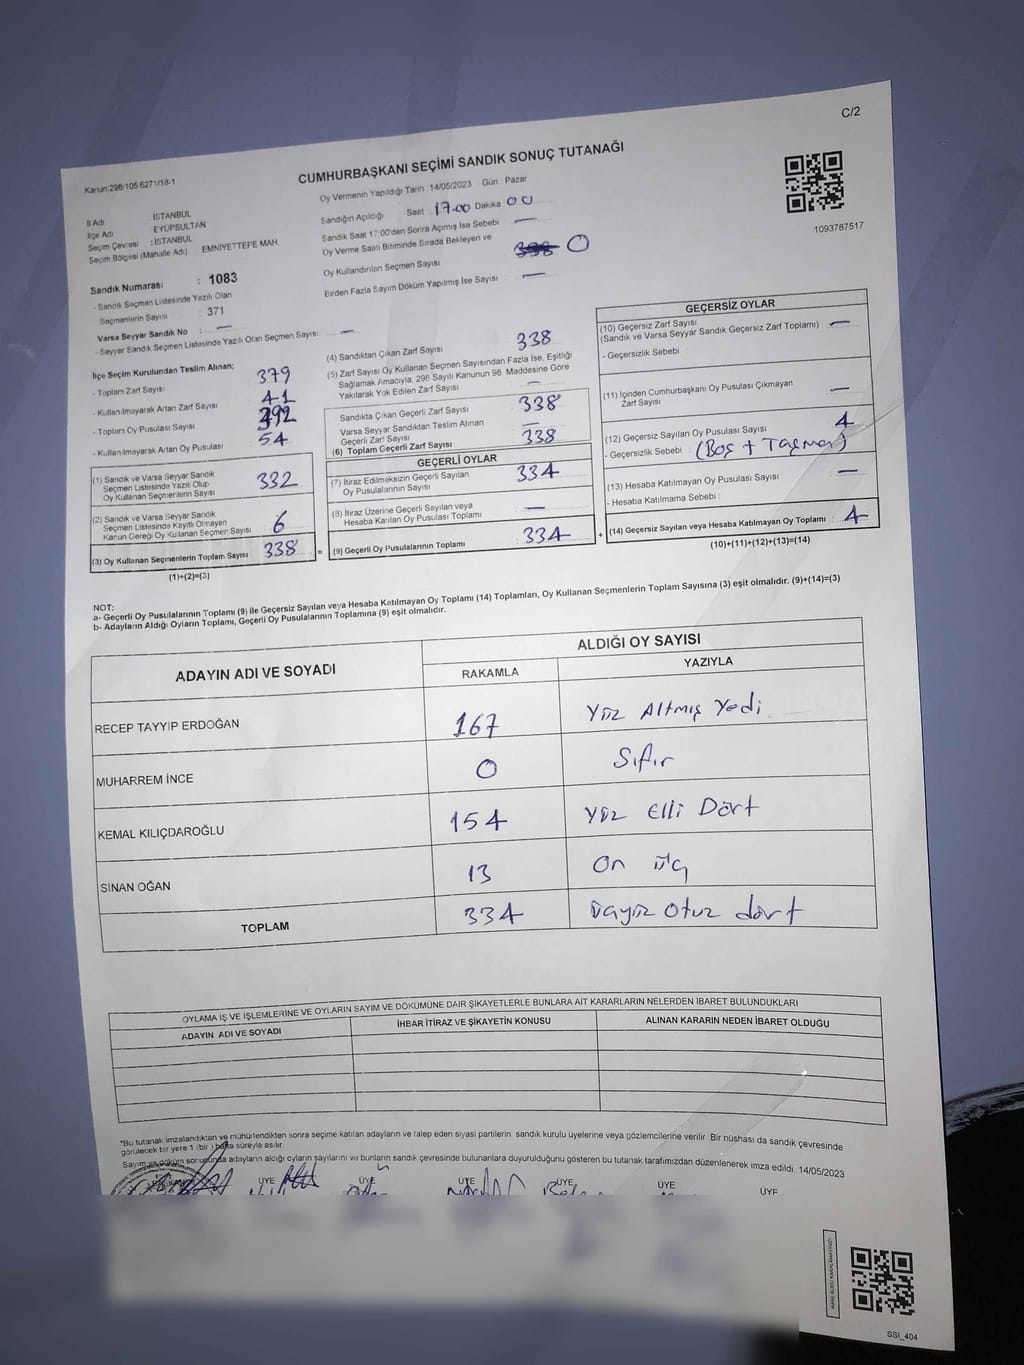 C/2
Kanun:298/105 6271/18-1
CUMHURBAŞKANI SEÇİMİ SANDIK SONUÇ TUTANAĞI
Oy Vermenin Yapıldığı Tarih : 14/05/2023 Gün : Pazar
1093787517
İl Adı : İSTANBUL
İlçe Adı EYÜPSULTAN
Seçim Çevresi : İSTANBUL
Seçim Bölgesi (Mahalle Adı) EMNİYETTEPE MAH.
Sandık Numarası : 1083
- Sandık Seçmen Listesinde Yazılı Olan
Seçmenlerin Sayısı : 371
Varsa Seyyar Sandık No : —
- Seyyar Sandık Seçmen Listesinde Yazılı Olan Seçmen Sayısı : —
Sandığın Açıldığı Saat 17.00 Dakika 00
Sandık Saat 17:00'den Sonra Açımış İse Sebebi —
Oy Verme Saati Bitiminde Sırada Bekleyen ve
Oy Kullandırılan Seçmen Sayısı 0
Birden Fazla Sayım Döküm Yapılmış İse Sayısı : —
İlçe Seçim Kurulundan Teslim Alınan;
- Toplam Zarf Sayısı 379
- Kullanılmayarak Artan Zarf Sayısı 41
- Toplam Oy Pusulası Sayısı 392
- Kullanılmayarak Artan Oy Pusulası 54
(1) Sandık ve Varsa Seyyar Sandık
Seçmen Listesinde Yazılı Olup
Oy Kullanan Seçmenlerin Sayısı 332
(2) Sandık ve Varsa Seyyar Sandık
Seçmen Listesinde Kayıtlı Olmayan
Kanun Gereği Oy Kullanan Seçmen Sayısı 6
(3) Oy Kullanan Seçmenlerin Toplam Sayısı 338 =
(1)+(2)=(3)
(4) Sandıktan Çıkan Zarf Sayısı 338
(5) Zarf Sayısı Oy Kullanan Seçmen Sayısından Fazla İse, Eşitliği
Sağlamak Amacıyla, 298 Sayılı Kanunun 98. Maddesine Göre
Yakılarak Yok Edilen Zarf Sayısı —
Sandıkta Çıkan Geçerli Zarf Sayısı 338
Varsa Seyyar Sandıktan Teslim Alınan
Geçerli Zarf Sayısı —
(6) Toplam Geçerli Zarf Sayısı 338
GEÇERLİ OYLAR
(7) İtiraz Edilmeksizin Geçerli Sayılan
Oy Pusulalarının Sayısı 334
(8) İtiraz Üzerine Geçerli Sayılan veya
Hesaba Katılan Oy Pusulası Toplamı —
(9) Geçerli Oy Pusulalarının Toplamı 334 +
GEÇERSİZ OYLAR
(10) Geçersiz Zarf Sayısı
(Sandık ve Varsa Seyyar Sandık Geçersiz Zarf Toplamı) —
- Geçersizlik Sebebi :
(11) İçinden Cumhurbaşkanı Oy Pusulası Çıkmayan
Zarf Sayısı —
(12) Geçersiz Sayılan Oy Pusulası Sayısı 4
- Geçersizlik Sebebi : (Boş + Taşma)
(13) Hesaba Katılmayan Oy Pusulası Sayısı —
- Hesaba Katılmama Sebebi :
(14) Geçersiz Sayılan veya Hesaba Katılmayan Oy Toplamı : 4
(10)+(11)+(12)+(13)=(14)
NOT:
a- Geçerli Oy Pusulalarının Toplamı (9) ile Geçersiz Sayılan veya Hesaba Katılmayan Oy Toplamı (14) Toplamları, Oy Kullanan Seçmenlerin Toplam Sayısına (3) eşit olmalıdır. (9)+(14)=(3)
b- Adayların Aldığı Oyların Toplamı, Geçerli Oy Pusulalarının Toplamına (9) eşit olmalıdır.
ADAYIN ADI VE SOYADI
ALDIĞI OY SAYISI
RAKAMLA YAZIYLA
RECEP TAYYİP ERDOĞAN 167 Yüz Altmış Yedi
MUHARREM İNCE 0 Sıfır
KEMAL KILIÇDAROĞLU 154 Yüz Elli Dört
SİNAN OĞAN 13 On üç
TOPLAM 334 üçyüz otuz dört
OYLAMA İŞ VE İŞLEMLERİNE VE OYLARIN SAYIM VE DÖKÜMÜNE DAİR ŞİKAYETLERLE BUNLARA AİT KARARLARIN NELERDEN İBARET BULUNDUKLARI
ADAYIN ADI VE SOYADI İHBAR İTİRAZ VE ŞİKAYETİN KONUSU ALINAN KARARIN NEDEN İBARET OLDUĞU
*Bu tutanak imzalandıktan ve mühürlendikten sonra seçime katılan adayların ve talep eden siyasi partilerin sandık kurulu üyelerine veya gözlemcilerine verilir. Bir nüshası da sandık çevresinde
görülecek bir yere 1 (bir) hafta süreyle asılır.
Sayım ve döküm sonucunda adayların aldığı oyların sayılarını ve bunların sandık çevresinde bulunanlara duyurulduğunu gösteren bu tutanak tarafımızdan düzenlenerek imza edildi. 14/05/2023
ÜYE ÜYE ÜYE ÜYE ÜYE ÜYE
SSI_404